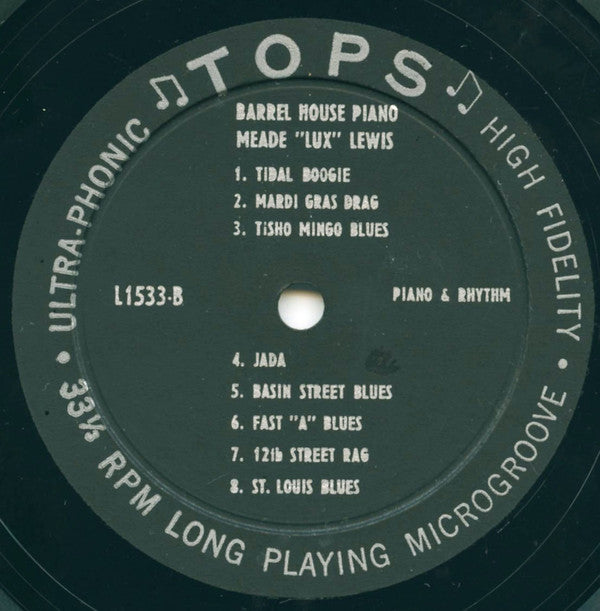 TOPS
BARREL HOUSE PIANO
MEADE "LUX" LEWIS
1. TIDAL BOOGIE
2. MARDI GRAS DRAG
3. TiSHO MINGO BLUES
L1533-B
PIANO & RHYTHM
4. JADA
5. BASIN STREET BLUES
6. FAST "A" BLUES
7. 12th STREET RAG
8. ST. LOUIS BLUES
• ULTRA-PHONIC
HIGH FIDELITY •
33⅓ RPM LONG PLAYING MICROGROOVE